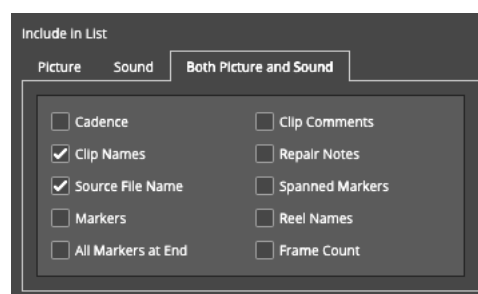 Include in List
Picture Sound Both Picture and Sound
Cadence Clip Comments
Clip Names Repair Notes
Source File Name Spanned Markers
Markers Reel Names
All Markers at End Frame Count